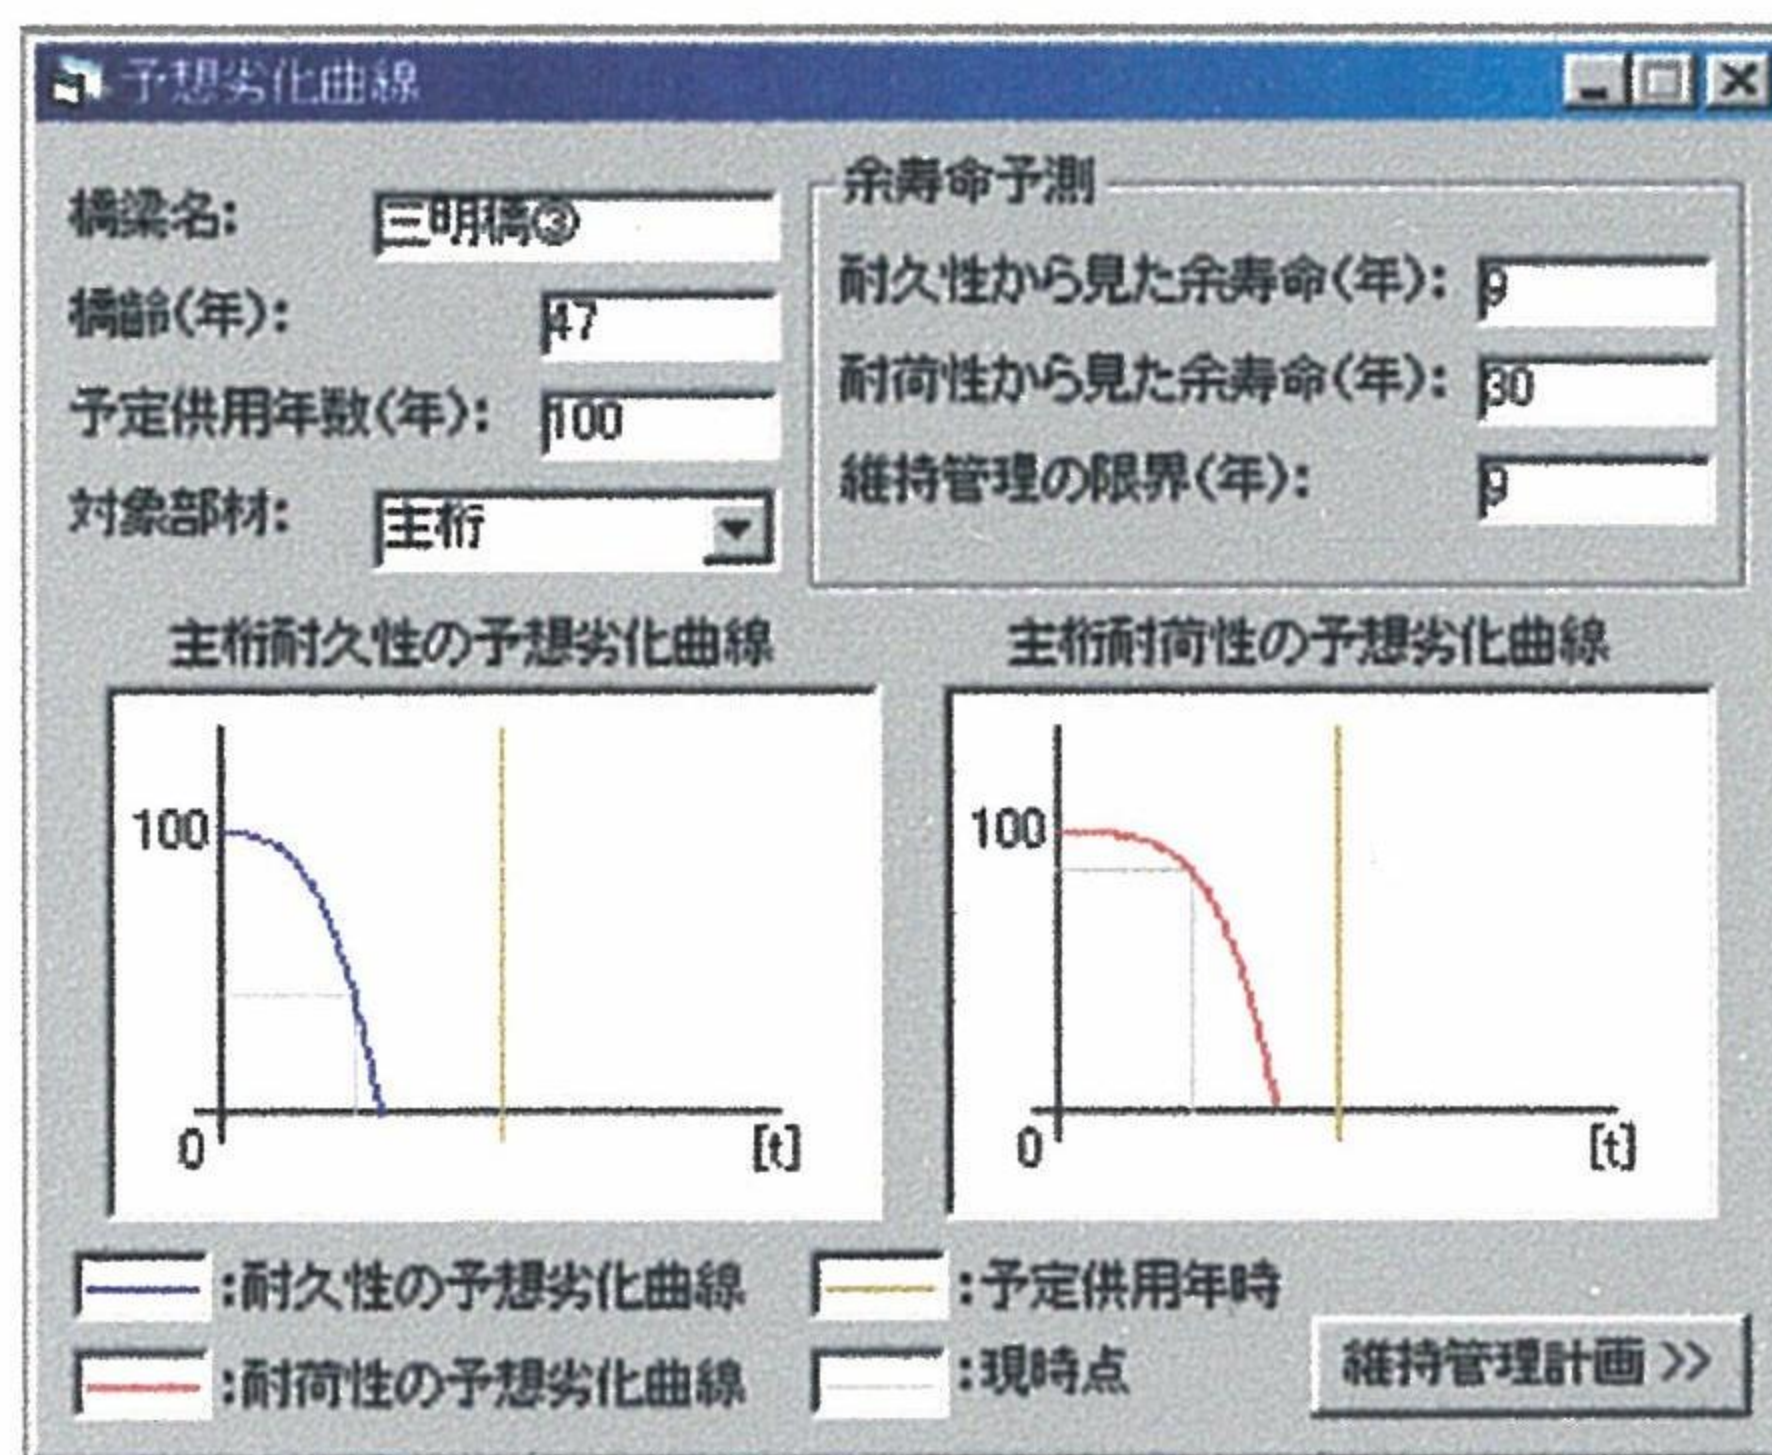 予想劣化曲線
橋梁名: 三明橋③
橋齢(年): 47
予定供用年数(年): 100
対象部材: 主桁
余寿命予測
耐久性から見た余寿命(年): 9
耐荷性から見た余寿命(年): 30
維持管理の限界(年): 9
主桁耐久性の予想劣化曲線
100
0
[t]
主桁耐荷性の予想劣化曲線
100
0
[t]
:耐久性の予想劣化曲線
:予定供用年時
:耐荷性の予想劣化曲線
:現時点
維持管理計画 >>